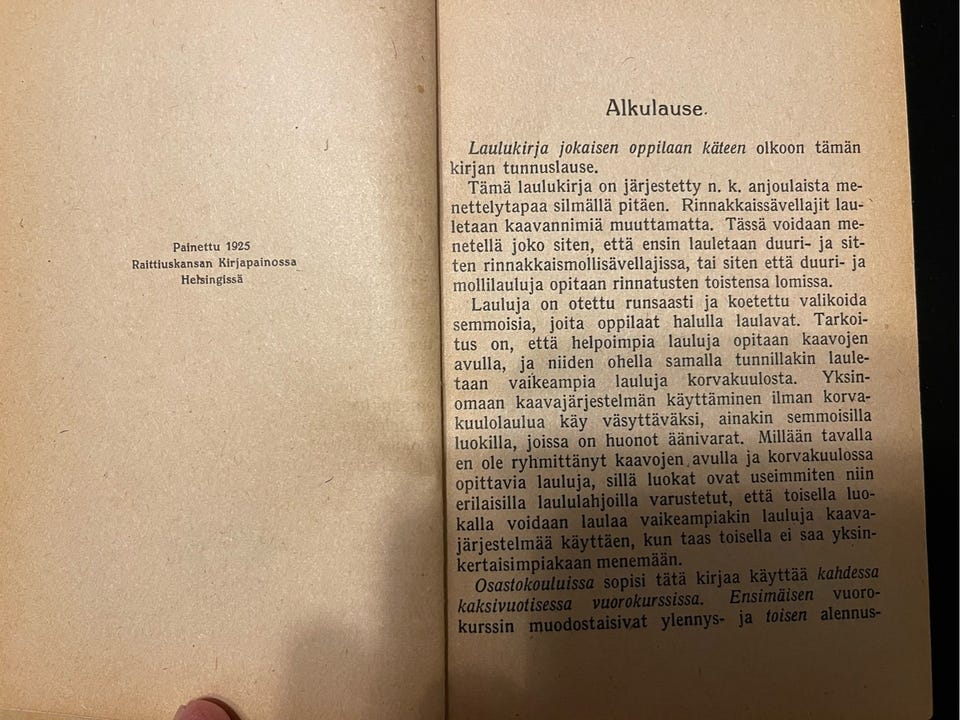 Painettu 1925
Raittiuskansan Kirjapainossa
Helsingissä
Alkulause.
Laulukirja jokaisen oppilaan käteen olkoon tämän
kirjan tunnuslause.
Tämä laulukirja on järjestetty n. k. anjoulaista me-
nettelytapaa silmällä pitäen. Rinnakkaissävellajit lau-
letaan kaavannimiä muuttamatta. Tässä voidaan me-
netellä joko siten, että ensin lauletaan duuri- ja sit-
ten rinnakkaismollisävellajissa, tai siten että duuri- ja
mollilauluja opitaan rinnatusten toistensa lomissa.
Lauluja on otettu runsaasti ja koetettu valikoida
semmoisia, joita oppilaat halulla laulavat. Tarkoi-
tus on, että helpoimpia lauluja opitaan kaavojen
avulla, ja niiden ohella samalla tunnillakin laule-
taan vaikeampia lauluja korvakuulosta. Yksin-
omaan kaavajärjestelmän käyttäminen ilman korva-
kuulolaulua käy väsyttäväksi, ainakin semmoisilla
luokilla, joissa on huonot äänivarat. Millään tavalla
en ole ryhmittänyt kaavojen avulla ja korvakuulossa
opittavia lauluja, sillä luokat ovat useimmiten niin
erilaisilla laululahjoilla varustetut, että toisella luo-
kalla voidaan laulaa vaikeampiakin lauluja kaava-
järjestelmää käyttäen, kun taas toisella ei saa yksin-
kertaisimpiakaan menemään.
Osastokouluissa sopisi tätä kirjaa käyttää kahdessa
kaksivuotisessa vuorokurssissa. Ensimäisen vuoro-
kurssin muodostaisivat ylennys- ja toisen alennus-